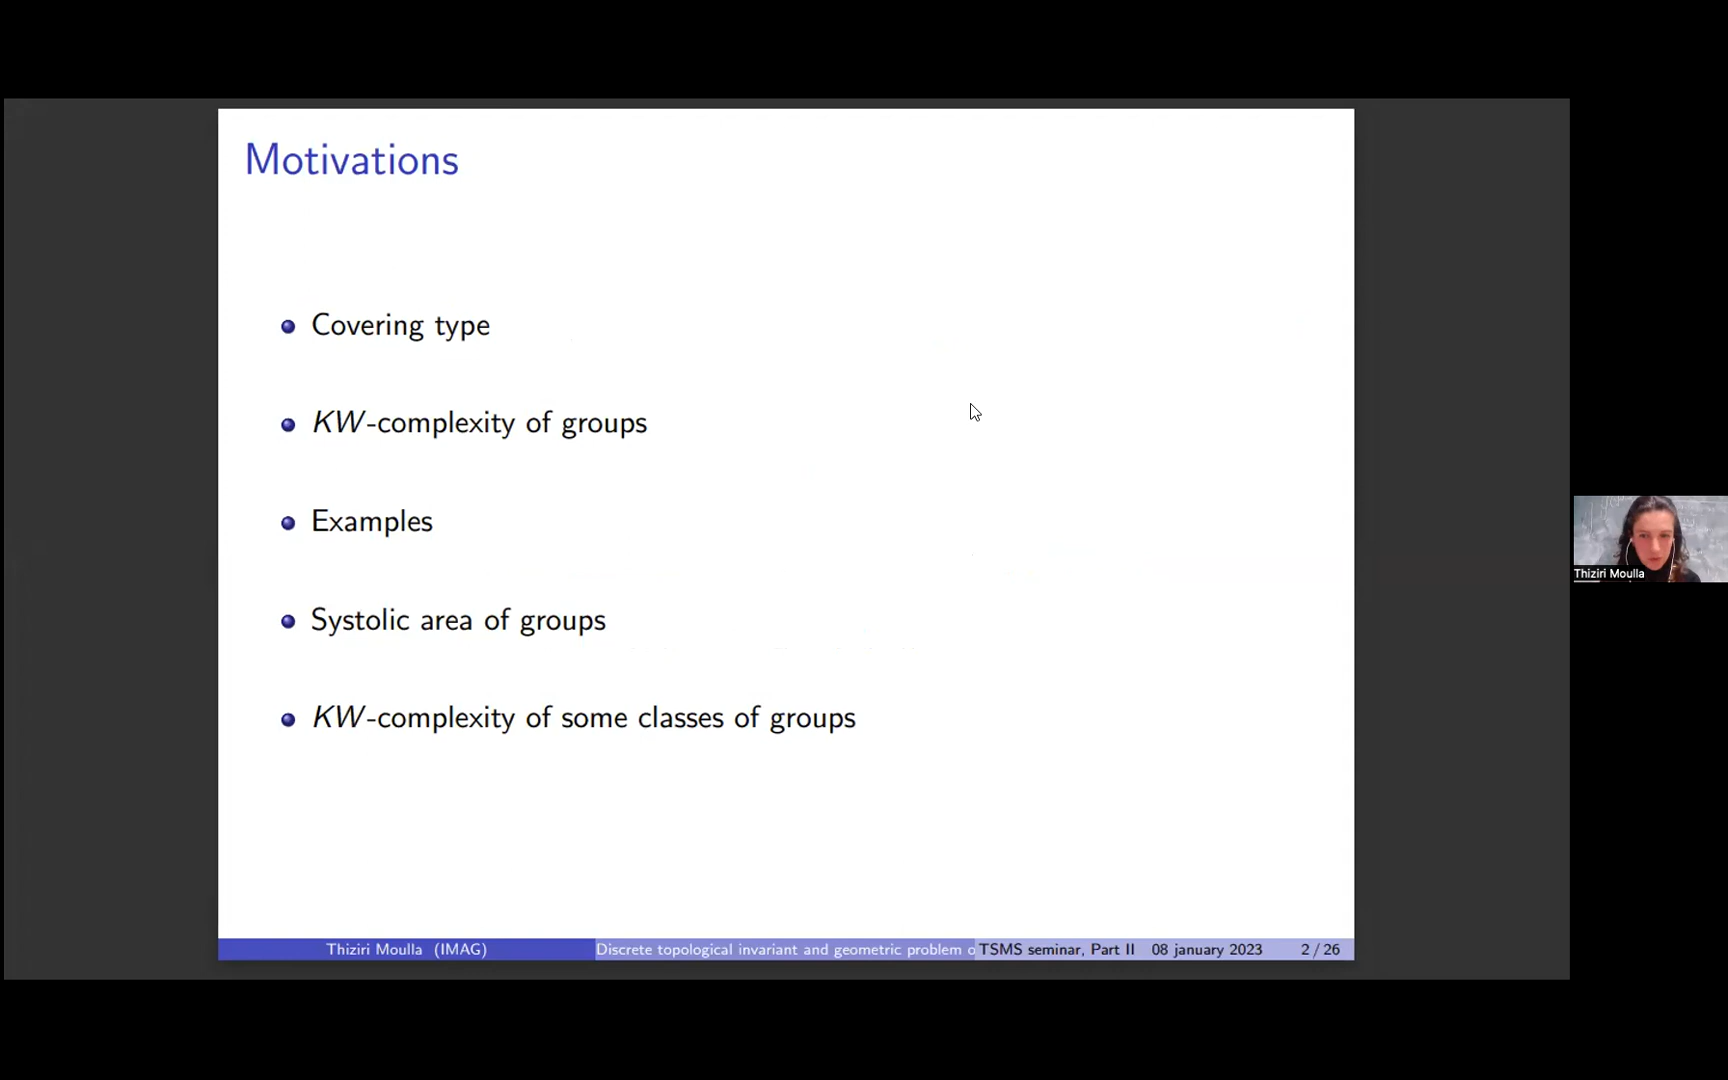 Motivations
Covering type
KW-complexity of groups
Examples
Systolic area of groups
KW-complexity of some classes of groups
Thiziri Moulla
Thiziri Moulla (IMAG) Discrete topological invariant and geometric problem o TSMS seminar, Part II 08 january 2023 2 / 26